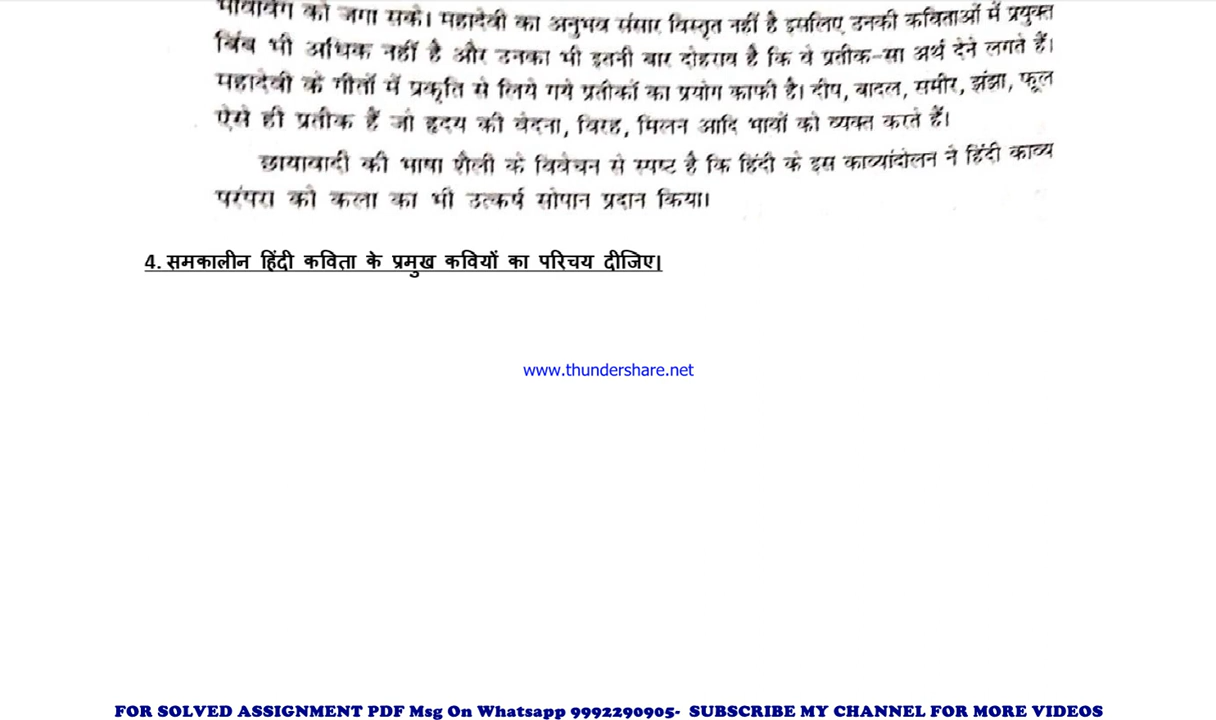 भावावेग को जगा सके। महादेवी का अनुभव संसार विस्तृत नहीं है इसलिए उनकी कविताओं में प्रयुक्त
बिंब भी अधिक नहीं है और उनका भी इतनी बार दोहराव है कि वे प्रतीक-सा अर्थ देने लगते हैं।
महादेवी के गीतों में प्रकृति से लिये गये प्रतीकों का प्रयोग काफी है। दीप, बादल, समीर, झंझा, फूल
ऐसे ही प्रतीक हैं जो हृदय की वेदना, विरह, मिलन आदि भावों को व्यक्त करते हैं।
छायावादी की भाषा शैली के विवेचन से स्पष्ट है कि हिंदी के इस काव्यांदोलन ने हिंदी काव्य
परंपरा को कला का भी उत्कर्ष सोपान प्रदान किया।
4. समकालीन हिंदी कविता के प्रमुख कवियों का परिचय दीजिए।
www.thundershare.net
FOR SOLVED ASSIGNMENT PDF Msg On Whatsapp 9992290905- SUBSCRIBE MY CHANNEL FOR MORE VIDEOS